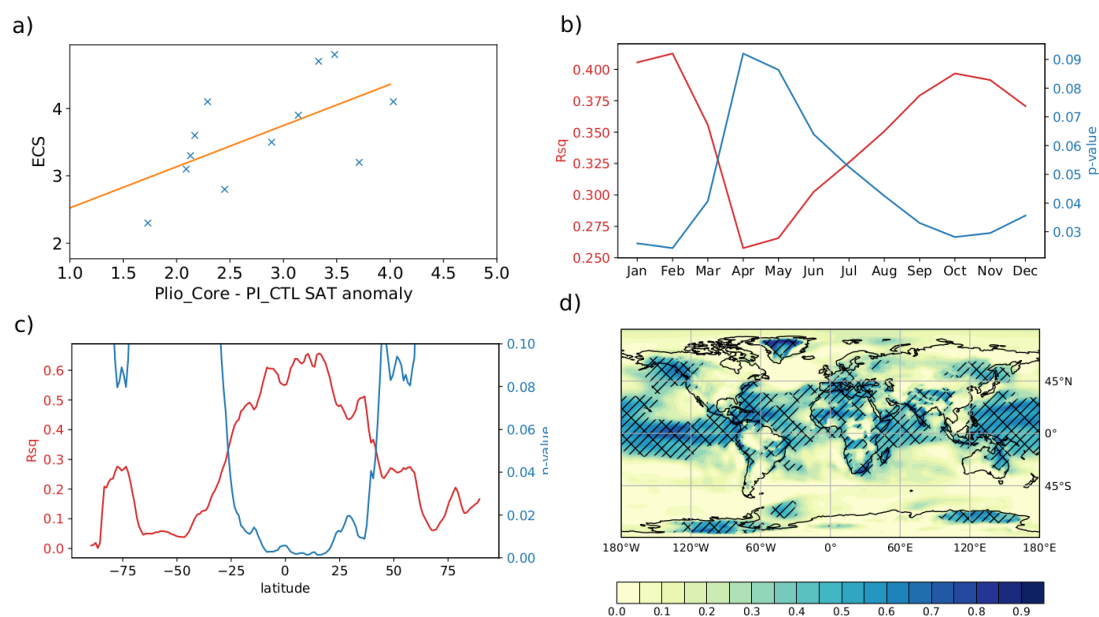 a)
ECS
4
3
2
1.0 1.5 2.0 2.5 3.0 3.5 4.0 4.5 5.0
Plio_Core - PI_CTL SAT anomaly
b)
Rsq
0.400
0.375
0.350
0.325
0.300
0.275
0.250
0.09
0.08
0.07
0.06
0.05
0.04
0.03
p-value
Jan Feb Mar Apr May Jun Jul Aug Sep Oct Nov Dec
c)
Rsq
0.6
0.5
0.4
0.3
0.2
0.1
0.0
0.10
0.08
0.06
0.04
0.02
0.00
p-value
−75 −50 −25 0 25 50 75
latitude
d)
45°N
0°
45°S
180°W 120°W 60°W 0° 60°E 120°E 180°E
0.0 0.1 0.2 0.3 0.4 0.5 0.6 0.7 0.8 0.9